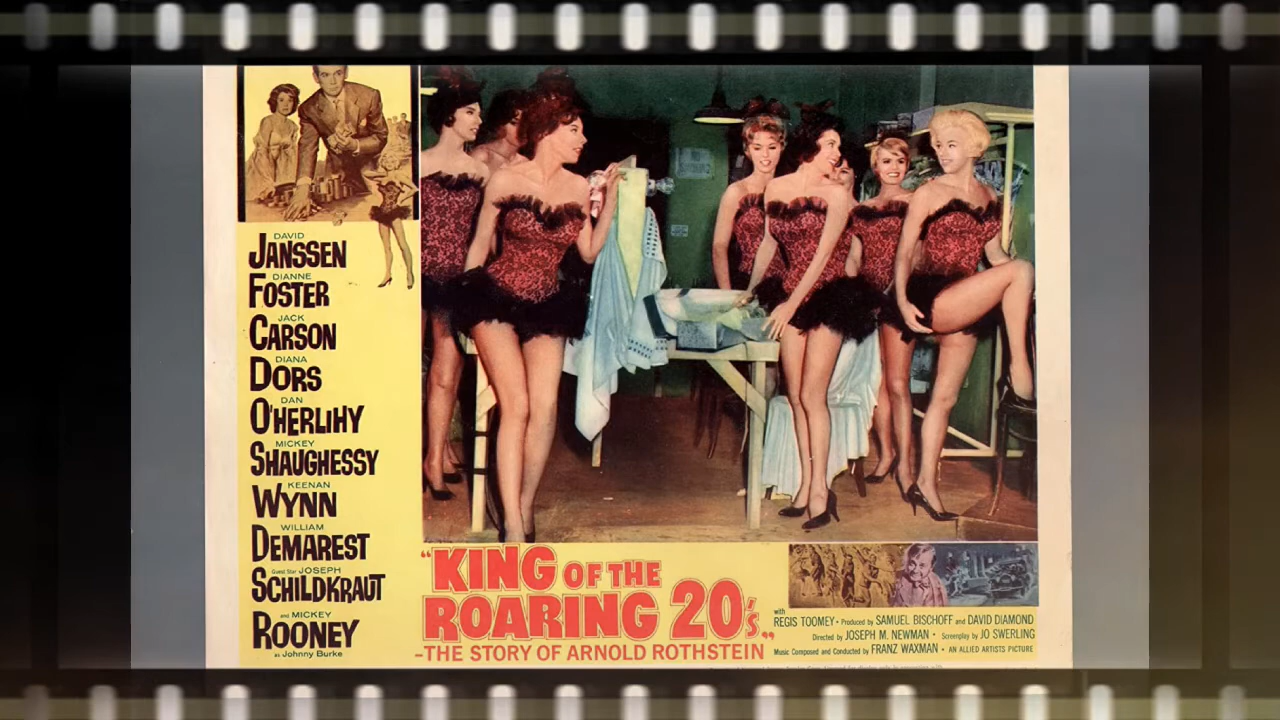 DAVID
JANSSEN
DIANNE
FOSTER
JACK
CARSON
DIANA
DORS
DAN
O'HERLIHY
MICKEY
SHAUGHESSY
KEENAN
WYNN
WILLIAM
DEMAREST
Guest Star JOSEPH
SCHILDKRAUT
and MICKEY
ROONEY
as Johnny Burke
"KING OF THE
ROARING 20's"
-THE STORY OF ARNOLD ROTHSTEIN
with
REGIS TOOMEY • Produced by SAMUEL BISCHOFF and DAVID DIAMOND
Directed by JOSEPH M. NEWMAN • Screenplay by JO SWERLING
Music Composed and Conducted by FRANZ WAXMAN • AN ALLIED ARTISTS PICTURE